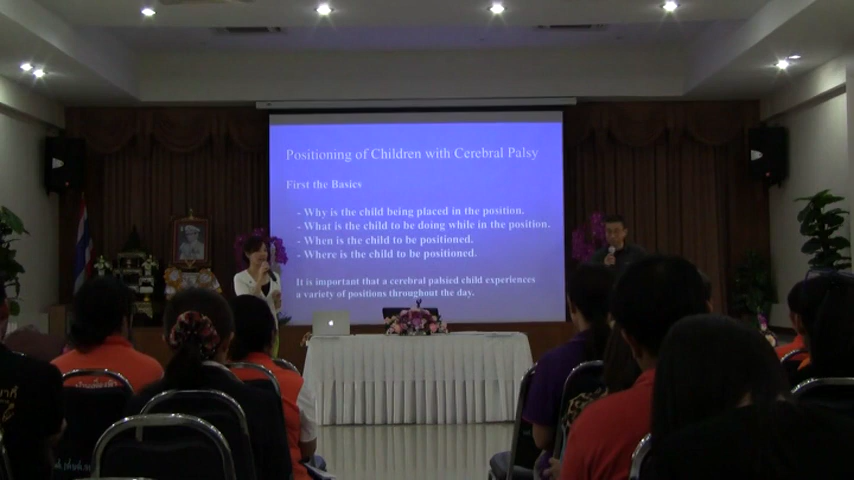 Positioning of Children with Cerebral Palsy
First the Basics
- Why is the child being placed in the position.
- What is the child to be doing while in the position.
- When is the child to be positioned.
- Where is the child to be positioned.
It is important that a cerebral palsied child experiences
a variety of positions throughout the day.